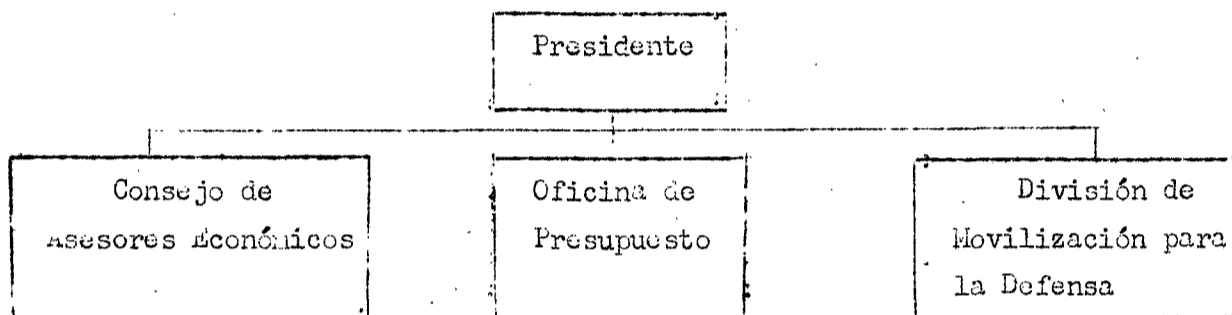 Presidente
Consejo de
Asesores Económicos
Oficina de
Presupuesto
División de
Movilización para
la Defensa